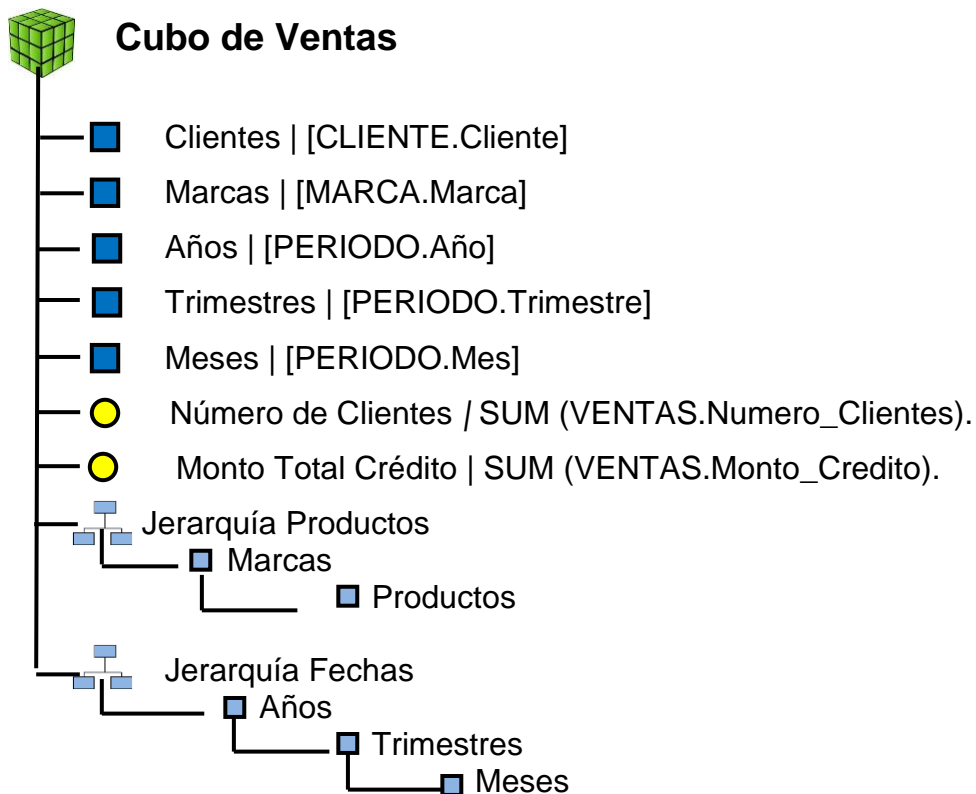 Cubo de Ventas
Clientes | [CLIENTE.Cliente]
Marcas | [MARCA.Marca]
Años | [PERIODO.Año]
Trimestres | [PERIODO.Trimestre]
Meses | [PERIODO.Mes]
Número de Clientes | SUM (VENTAS.Numero_Clientes).
Monto Total Crédito | SUM (VENTAS.Monto_Credito).
Jerarquía Productos
Marcas
Productos
Jerarquía Fechas
Años
Trimestres
Meses